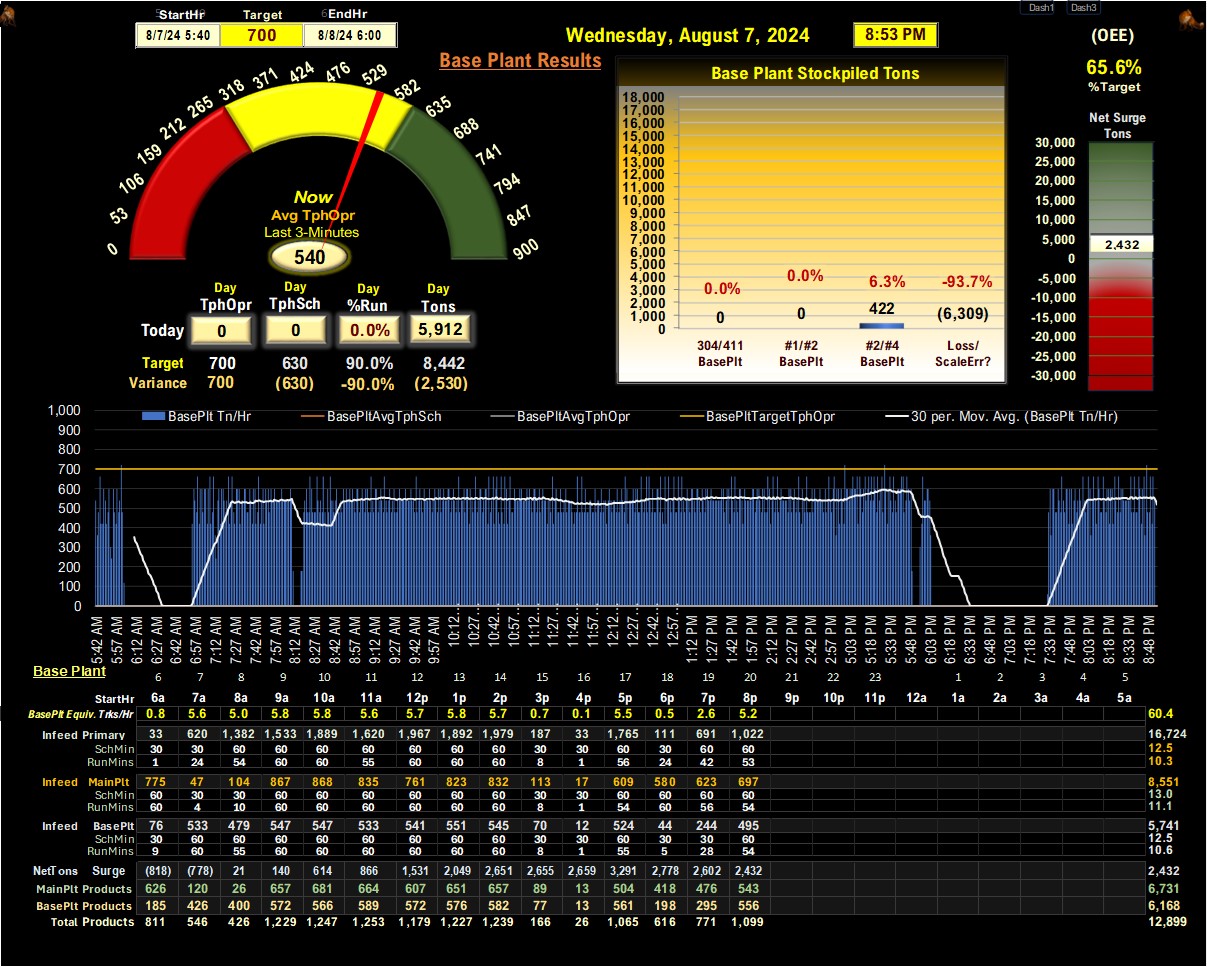 Dash1 Dash3
StartHr Target EndHr
8/7/24 5:40 700 8/8/24 6:00
Wednesday, August 7, 2024 8:53 PM
Base Plant Results
(OEE)
65.6%
%Target
Net Surge
Tons
30,000
25,000
20,000
15,000
10,000
5,000
2,432
0
-5,000
-10,000
-15,000
-20,000
-25,000
-30,000
0 53 106 159 212 265 318 371 424 476 529 582 635 688 741 794 847 900
Now
Avg TphOpr
Last 3-Minutes
540
Day Day Day Day
TphOpr TphSch %Run Tons
Today 0 0 0.0% 5,912
Target 700 630 90.0% 8,442
Variance 700 (630) -90.0% (2,530)
Base Plant Stockpiled Tons
18,000
17,000
16,000
15,000
14,000
13,000
12,000
11,000
10,000
9,000
8,000
7,000
6,000
5,000
4,000
3,000
2,000
1,000
0
0.0% 0.0% 6.3% -93.7%
0 0 422 (6,309)
304/411 #1/#2 #2/#4 Loss/
BasePlt BasePlt BasePlt ScaleErr?
BasePlt Tn/Hr BasePltAvgTphSch BasePltAvgTphOpr BasePltTargetTphOpr 30 per. Mov. Avg. (BasePlt Tn/Hr)
1,000
900
800
700
600
500
400
300
200
100
0
5:42 AM 5:57 AM 6:12 AM 6:27 AM 6:42 AM 6:57 AM 7:12 AM 7:27 AM 7:42 AM 7:57 AM 8:12 AM 8:27 AM 8:42 AM 8:57 AM 9:12 AM 9:27 AM 9:42 AM 9:57 AM 10:12... 10:27... 10:42... 10:57... 11:12... 11:27... 11:42... 11:57... 12:12... 12:27... 12:42... 12:57... 1:12 PM 1:27 PM 1:42 PM 1:57 PM 2:12 PM 2:27 PM 2:42 PM 5:03 PM 5:18 PM 5:33 PM 5:48 PM 6:03 PM 6:33 PM 6:48 PM 7:03 PM 7:18 PM 7:33 PM 7:48 PM 8:03 PM 8:18 PM 8:33 PM 8:48 PM
Base Plant 6 7 8 9 10 11 12 13 14 15 16 17 18 19 20 21 22 23 1 2 3 4 5
StartHr 6a 7a 8a 9a 10a 11a 12p 1p 2p 3p 4p 5p 6p 7p 8p 9p 10p 11p 12a 1a 2a 3a 4a 5a
BasePlt Equiv. Trks/Hr 0.8 5.6 5.0 5.8 5.8 5.6 5.7 5.8 5.7 0.7 0.1 5.5 0.5 2.6 5.2 60.4
Infeed Primary 33 620 1,382 1,533 1,889 1,620 1,967 1,892 1,979 187 33 1,765 111 691 1,022 16,724
SchMin 30 30 60 60 60 60 60 60 60 30 30 60 30 60 60 12.5
RunMins 1 24 54 60 60 55 60 60 60 8 1 56 24 42 53 10.3
Infeed MainPlt 775 47 104 867 868 835 761 823 832 113 17 609 580 623 697 8,551
SchMin 60 30 30 60 60 60 60 60 60 30 30 60 60 60 60 13.0
RunMins 60 4 10 60 60 60 60 60 60 8 1 54 60 56 54 11.1
Infeed BasePlt 76 533 479 547 547 533 541 551 545 70 12 524 44 244 495 5,741
SchMin 30 60 60 60 60 60 60 60 60 30 30 60 30 30 60 12.5
RunMins 9 60 55 60 60 60 60 60 60 8 1 55 5 28 54 10.6
NetTons Surge (818) (778) 21 140 614 866 1,531 2,049 2,651 2,655 2,659 3,291 2,778 2,602 2,432 2,432
MainPlt Products 626 120 26 657 681 664 607 651 657 89 13 504 418 476 543 6,731
BasePlt Products 185 426 400 572 566 589 572 576 582 77 13 561 198 295 556 6,168
Total Products 811 546 426 1,229 1,247 1,253 1,179 1,227 1,239 166 26 1,065 616 771 1,099 12,899